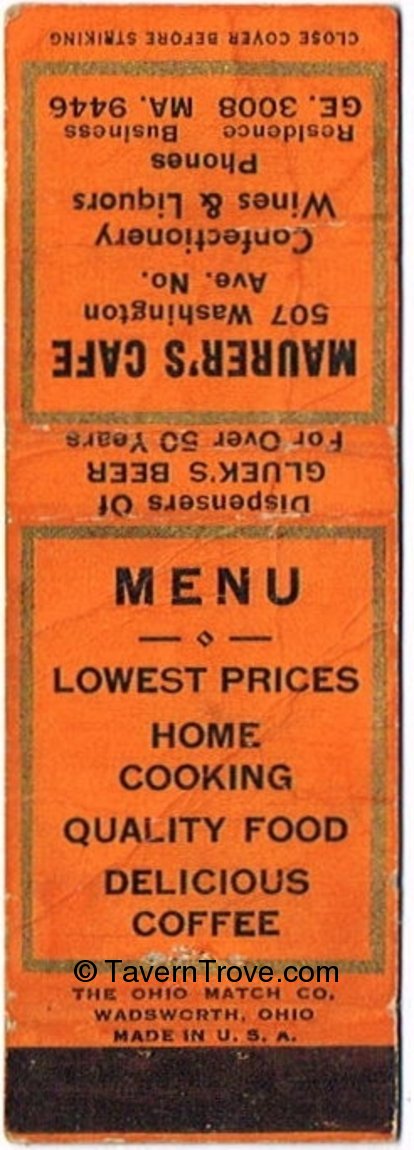 CLOSE COVER BEFORE STRIKING
MAURER'S CAFE
507 Washington
Ave. No.
Confectionery
Wines & Liquors
Phones
Residence Business
GE. 3008 MA. 9446
Dispensers Of
GLUEK'S BEER
For Over 50 Years
MENU
LOWEST PRICES
HOME
COOKING
QUALITY FOOD
DELICIOUS
COFFEE
© TavernTrove.com
THE OHIO MATCH CO.
WADSWORTH, OHIO
MADE IN U. S. A.